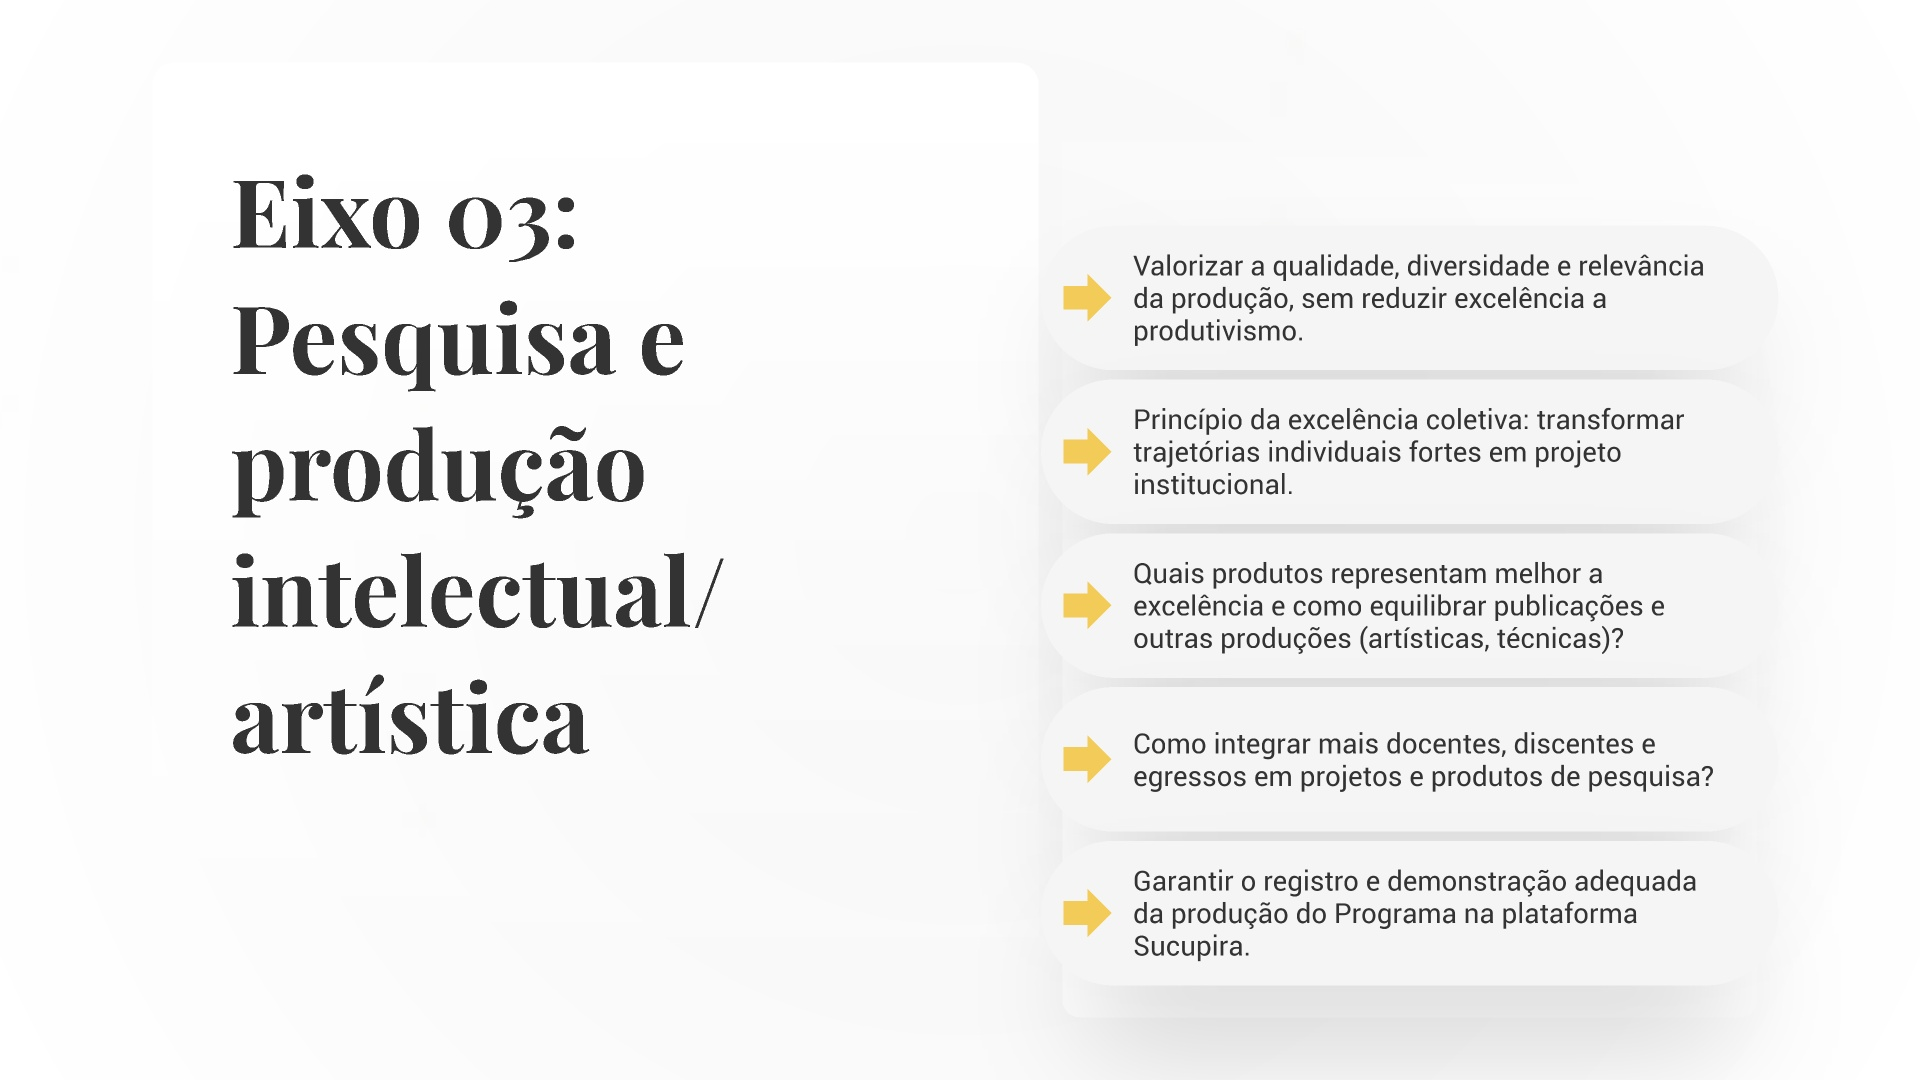 Eixo 03:
Pesquisa e
produção
intelectual/
artística
Valorizar a qualidade, diversidade e relevância
da produção, sem reduzir excelência a
produtivismo.
Princípio da excelência coletiva: transformar
trajetórias individuais fortes em projeto
institucional.
Quais produtos representam melhor a
excelência e como equilibrar publicações e
outras produções (artísticas, técnicas)?
Como integrar mais docentes, discentes e
egressos em projetos e produtos de pesquisa?
Garantir o registro e demonstração adequada
da produção do Programa na plataforma
Sucupira.